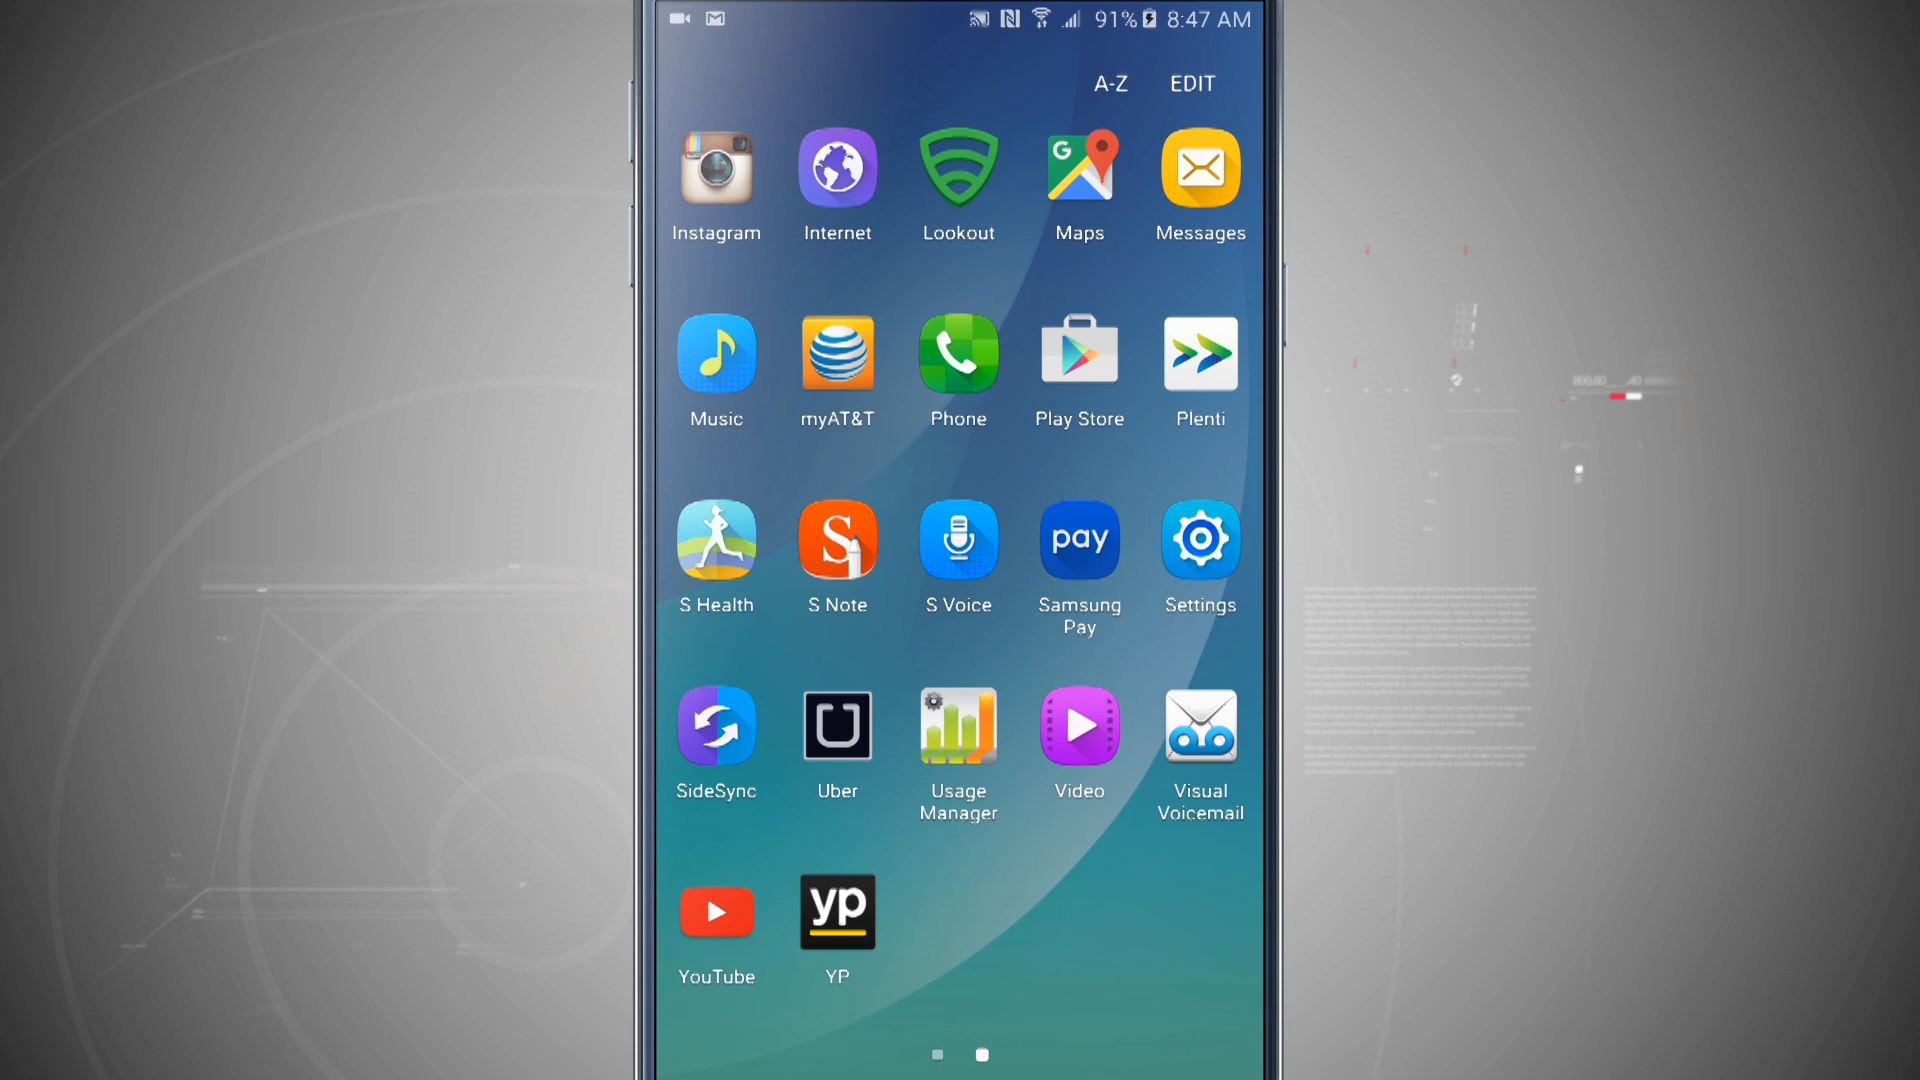 91% 8:47 AM
A-Z EDIT
G
Instagram Internet Lookout Maps Messages
Music myAT&T Phone Play Store Plenti
S pay
S Health S Note S Voice Samsung Pay Settings
SideSync Uber Usage Manager Video Visual Voicemail
yp
YouTube YP